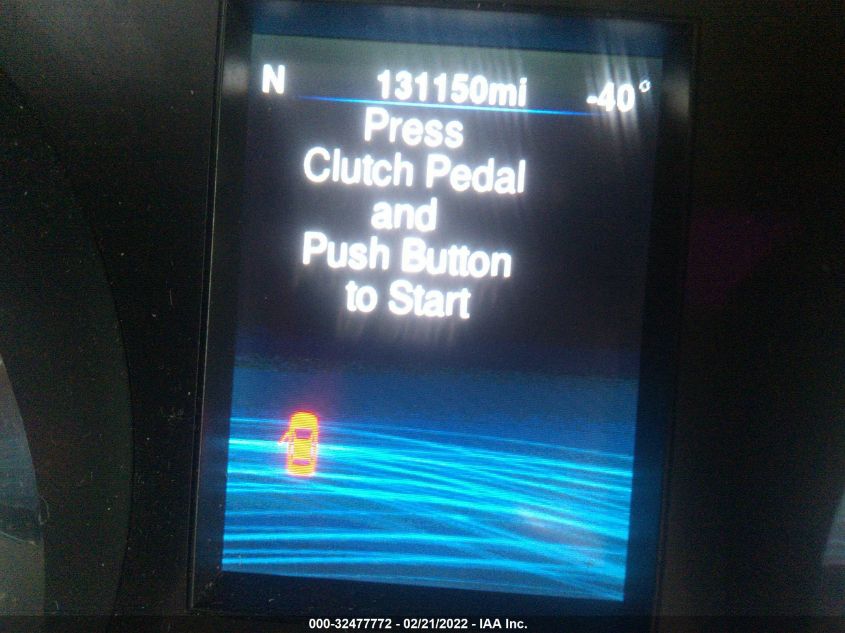 N 131150mi -40°
Press
Clutch Pedal
and
Push Button
to Start
000-32477772 - 02/21/2022 - IAA Inc.